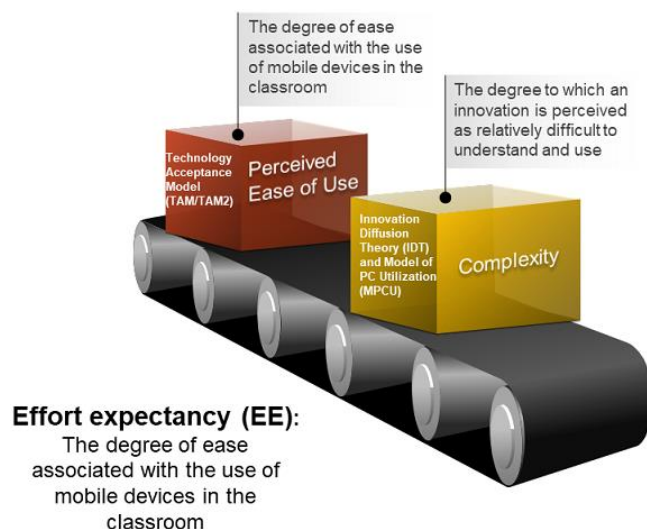 The degree of ease
associated with the use
of mobile devices in the
classroom
The degree to which an
innovation is perceived
as relatively difficult to
understand and use
Technology
Acceptance
Model
(TAM/TAM2)
Perceived
Ease of Use
Innovation
Diffusion
Theory (IDT)
and Model of
PC Utilization
(MPCU)
Complexity
Effort expectancy (EE):
The degree of ease
associated with the use of
mobile devices in the
classroom